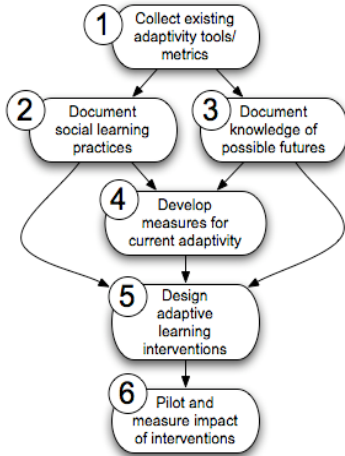 1
Collect existing
adaptivity tools/
metrics
2
Document
social learning
practices
3
Document
knowledge of
possible futures
4
Develop
measures for
current adaptivity
5
Design
adaptive
learning
interventions
6
Pilot and
measure impact
of interventions